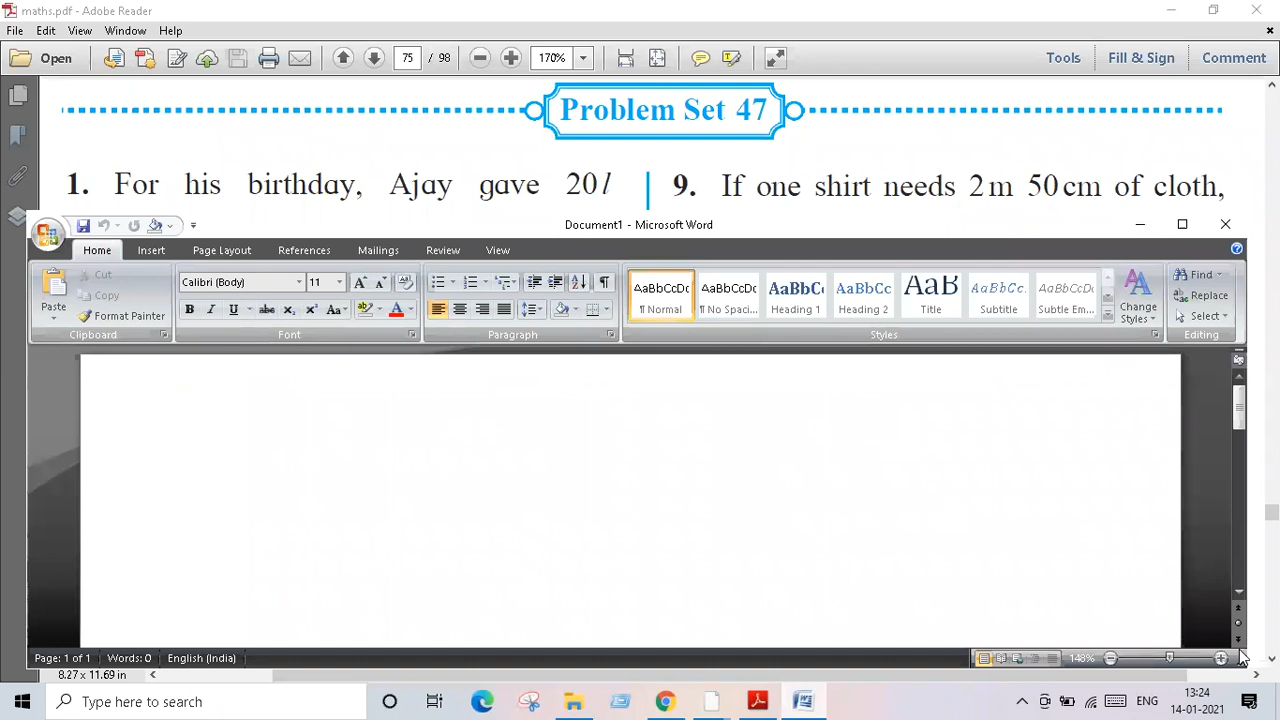 maths.pdf - Adobe Reader
File Edit View Window Help
Open 75 / 98 170% Tools Fill & Sign Comment
Problem Set 47
1. For his birthday, Ajay gave 20 l
9. If one shirt needs 2 m 50 cm of cloth,
Document1 - Microsoft Word
Home Insert Page Layout References Mailings Review View
Paste
Cut
Copy
Format Painter
Clipboard
Calibri (Body) 11
B I U abc x₂ x² Aa
Font
Paragraph
AaBbCcDc AaBbCcDc AaBbCc AaBbCc AaB AaBbCc. AaBbCcDc
¶ Normal ¶ No Spaci... Heading 1 Heading 2 Title Subtitle Subtle Em...
Change Styles
Styles
Find
Replace
Select
Editing
Page: 1 of 1 Words: 0 English (India) 148%
8.27 x 11.69 in
Type here to search
ENG
13:24
14-01-2021